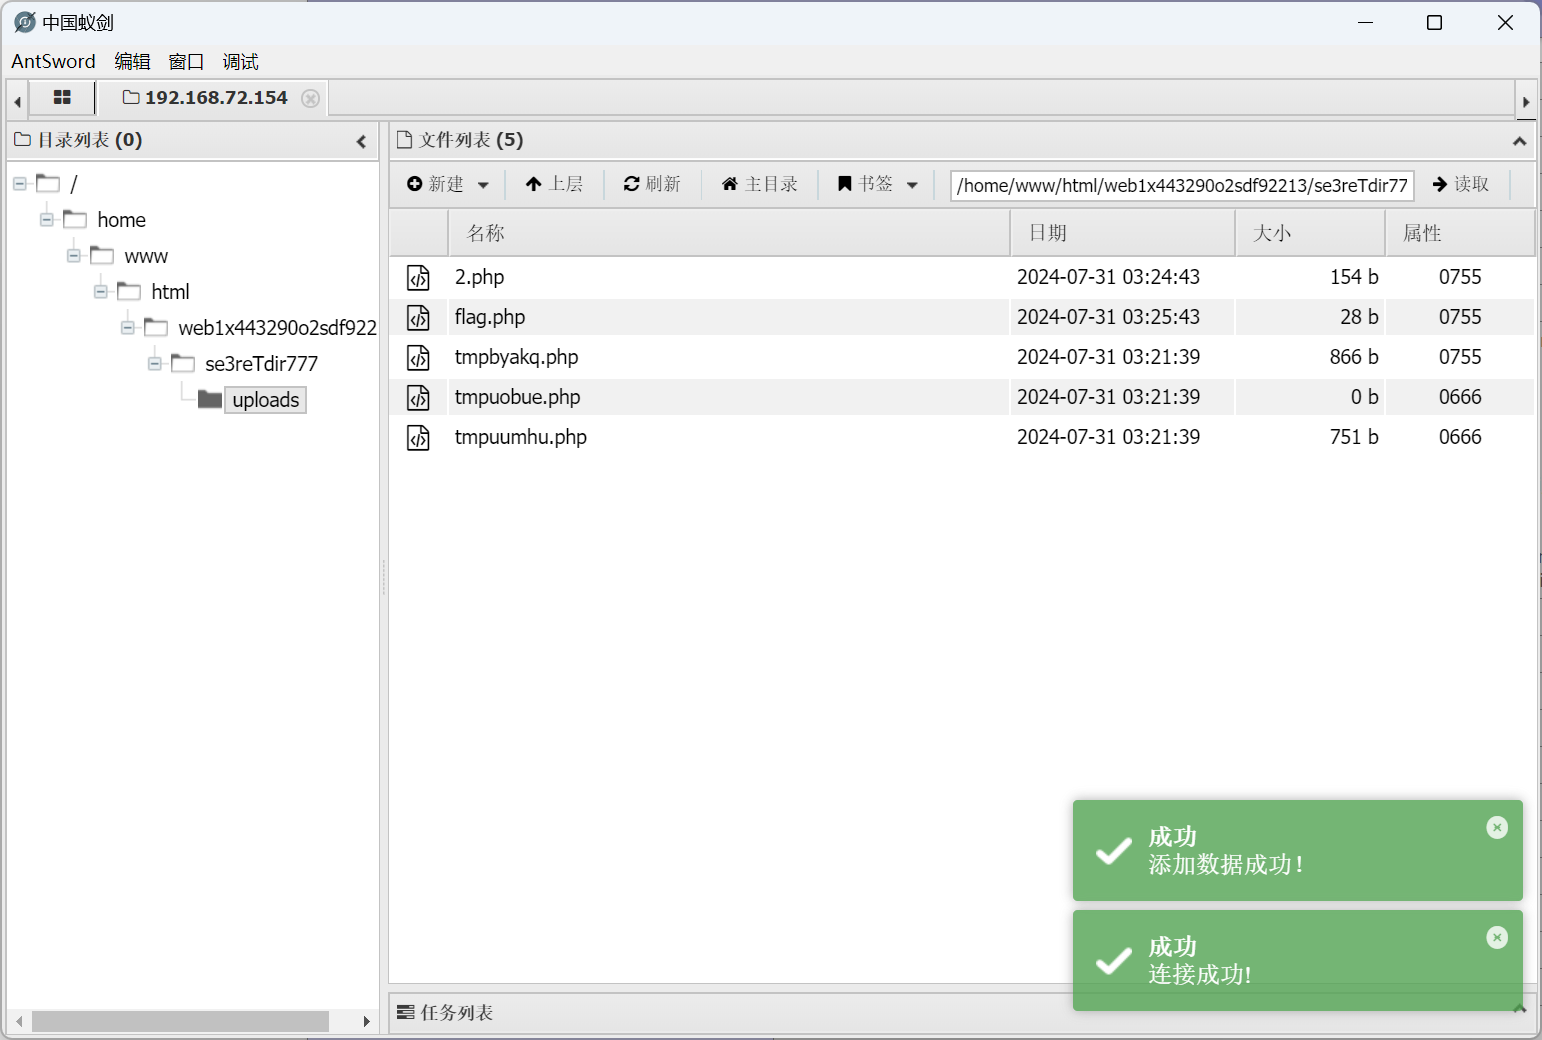 中国蚁剑
AntSword 编辑 窗口 调试
192.168.72.154
目录列表 (0)
/
home
www
html
web1x443290o2sdf922
se3reTdir777
uploads
文件列表 (5)
新建 上层 刷新 主目录 书签 /home/www/html/web1x443290o2sdf92213/se3reTdir77 读取
名称 日期 大小 属性
2.php 2024-07-31 03:24:43 154 b 0755
flag.php 2024-07-31 03:25:43 28 b 0755
tmpbyakq.php 2024-07-31 03:21:39 866 b 0755
tmpuobue.php 2024-07-31 03:21:39 0 b 0666
tmpuumhu.php 2024-07-31 03:21:39 751 b 0666
成功
添加数据成功！
成功
连接成功!
任务列表